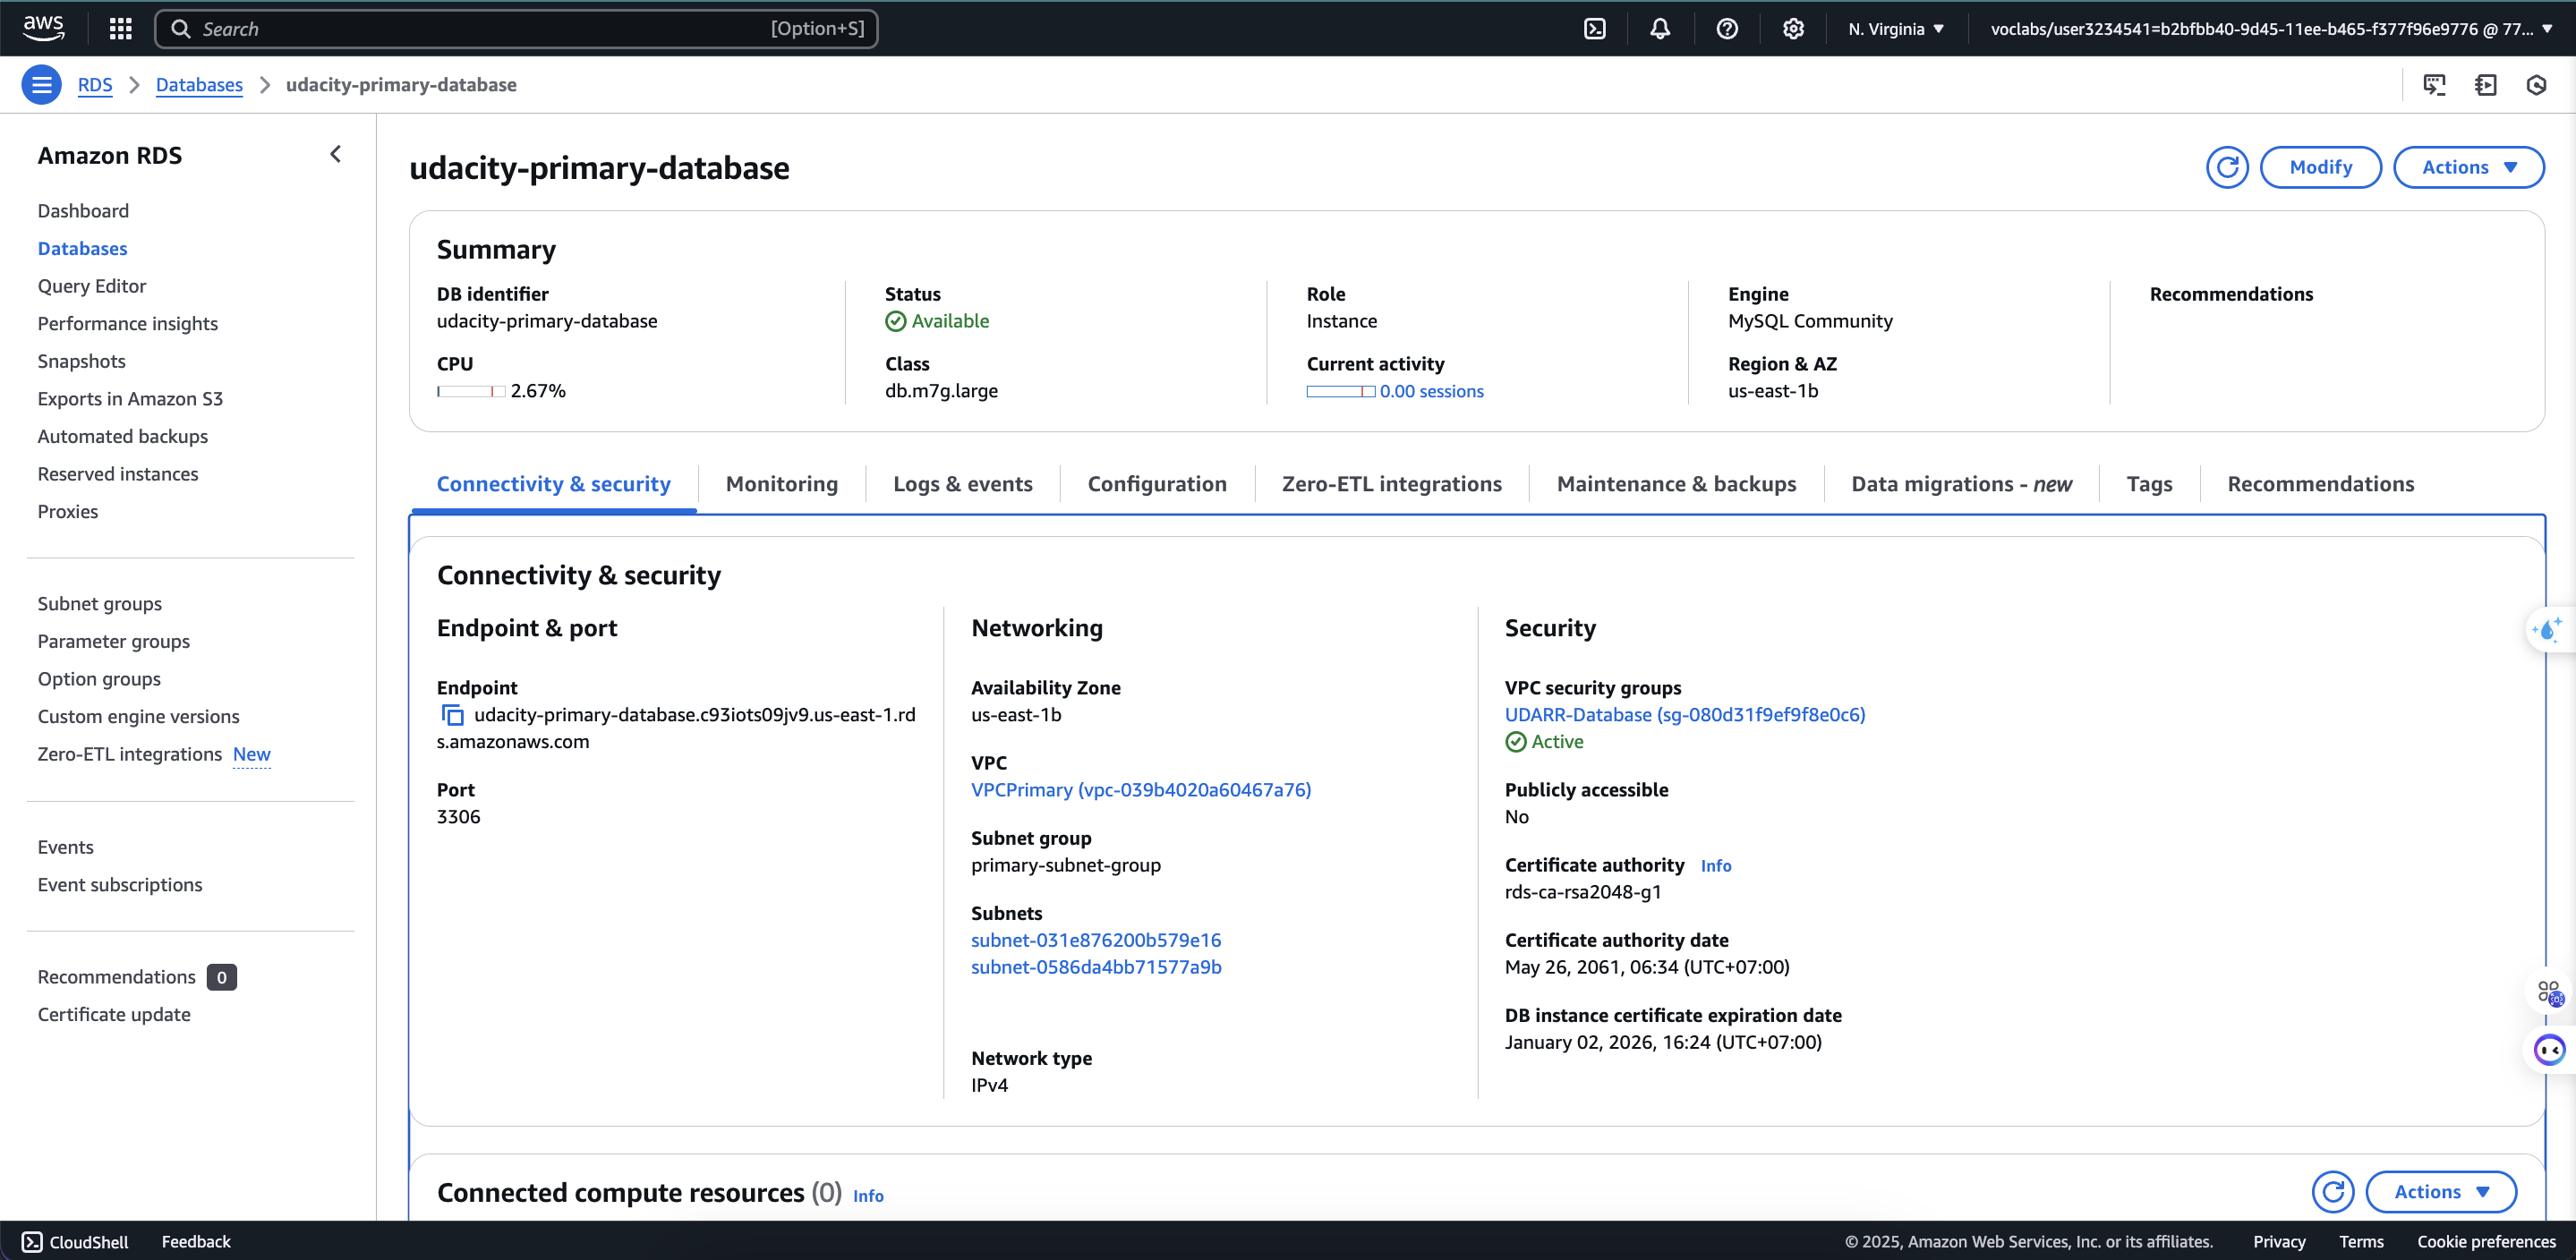 aws
Search
[Option+S]
N. Virginia
voclabs/user3234541=b2bfbb40-9d45-11ee-b465-f377f96e9776 @ 77...
RDS
Databases
udacity-primary-database
Amazon RDS
Dashboard
Databases
Query Editor
Performance insights
Snapshots
Exports in Amazon S3
Automated backups
Reserved instances
Proxies
Subnet groups
Parameter groups
Option groups
Custom engine versions
Zero-ETL integrations New
Events
Event subscriptions
Recommendations 0
Certificate update
udacity-primary-database
Modify
Actions
Summary
DB identifier
udacity-primary-database
CPU
2.67%
Status
Available
Class
db.m7g.large
Role
Instance
Current activity
0.00 sessions
Engine
MySQL Community
Region & AZ
us-east-1b
Recommendations
Connectivity & security
Monitoring
Logs & events
Configuration
Zero-ETL integrations
Maintenance & backups
Data migrations - new
Tags
Recommendations
Connectivity & security
Endpoint & port
Endpoint
udacity-primary-database.c93iots09jv9.us-east-1.rd
s.amazonaws.com
Port
3306
Networking
Availability Zone
us-east-1b
VPC
VPCPrimary (vpc-039b4020a60467a76)
Subnet group
primary-subnet-group
Subnets
subnet-031e876200b579e16
subnet-0586da4bb71577a9b
Network type
IPv4
Security
VPC security groups
UDARR-Database (sg-080d31f9ef9f8e0c6)
Active
Publicly accessible
No
Certificate authority Info
rds-ca-rsa2048-g1
Certificate authority date
May 26, 2061, 06:34 (UTC+07:00)
DB instance certificate expiration date
January 02, 2026, 16:24 (UTC+07:00)
Connected compute resources (0) Info
Actions
CloudShell
Feedback
© 2025, Amazon Web Services, Inc. or its affiliates.
Privacy
Terms
Cookie preferences